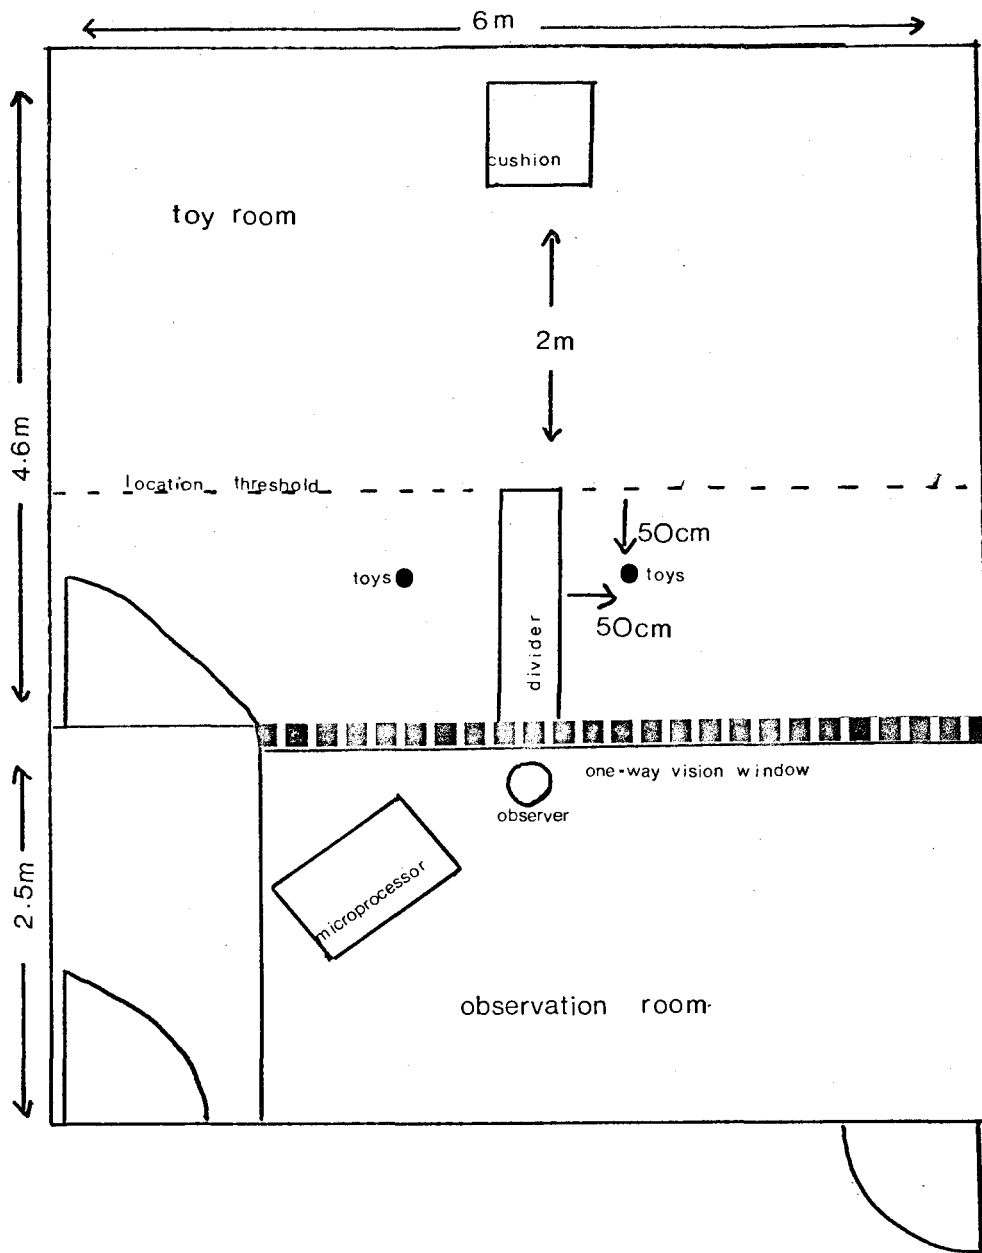 6m
cushion
toy room
2m
4.6m
location threshold
50cm
toys
toys
50cm
divider
one-way vision window
observer
microprocessor
2.5m
observation room